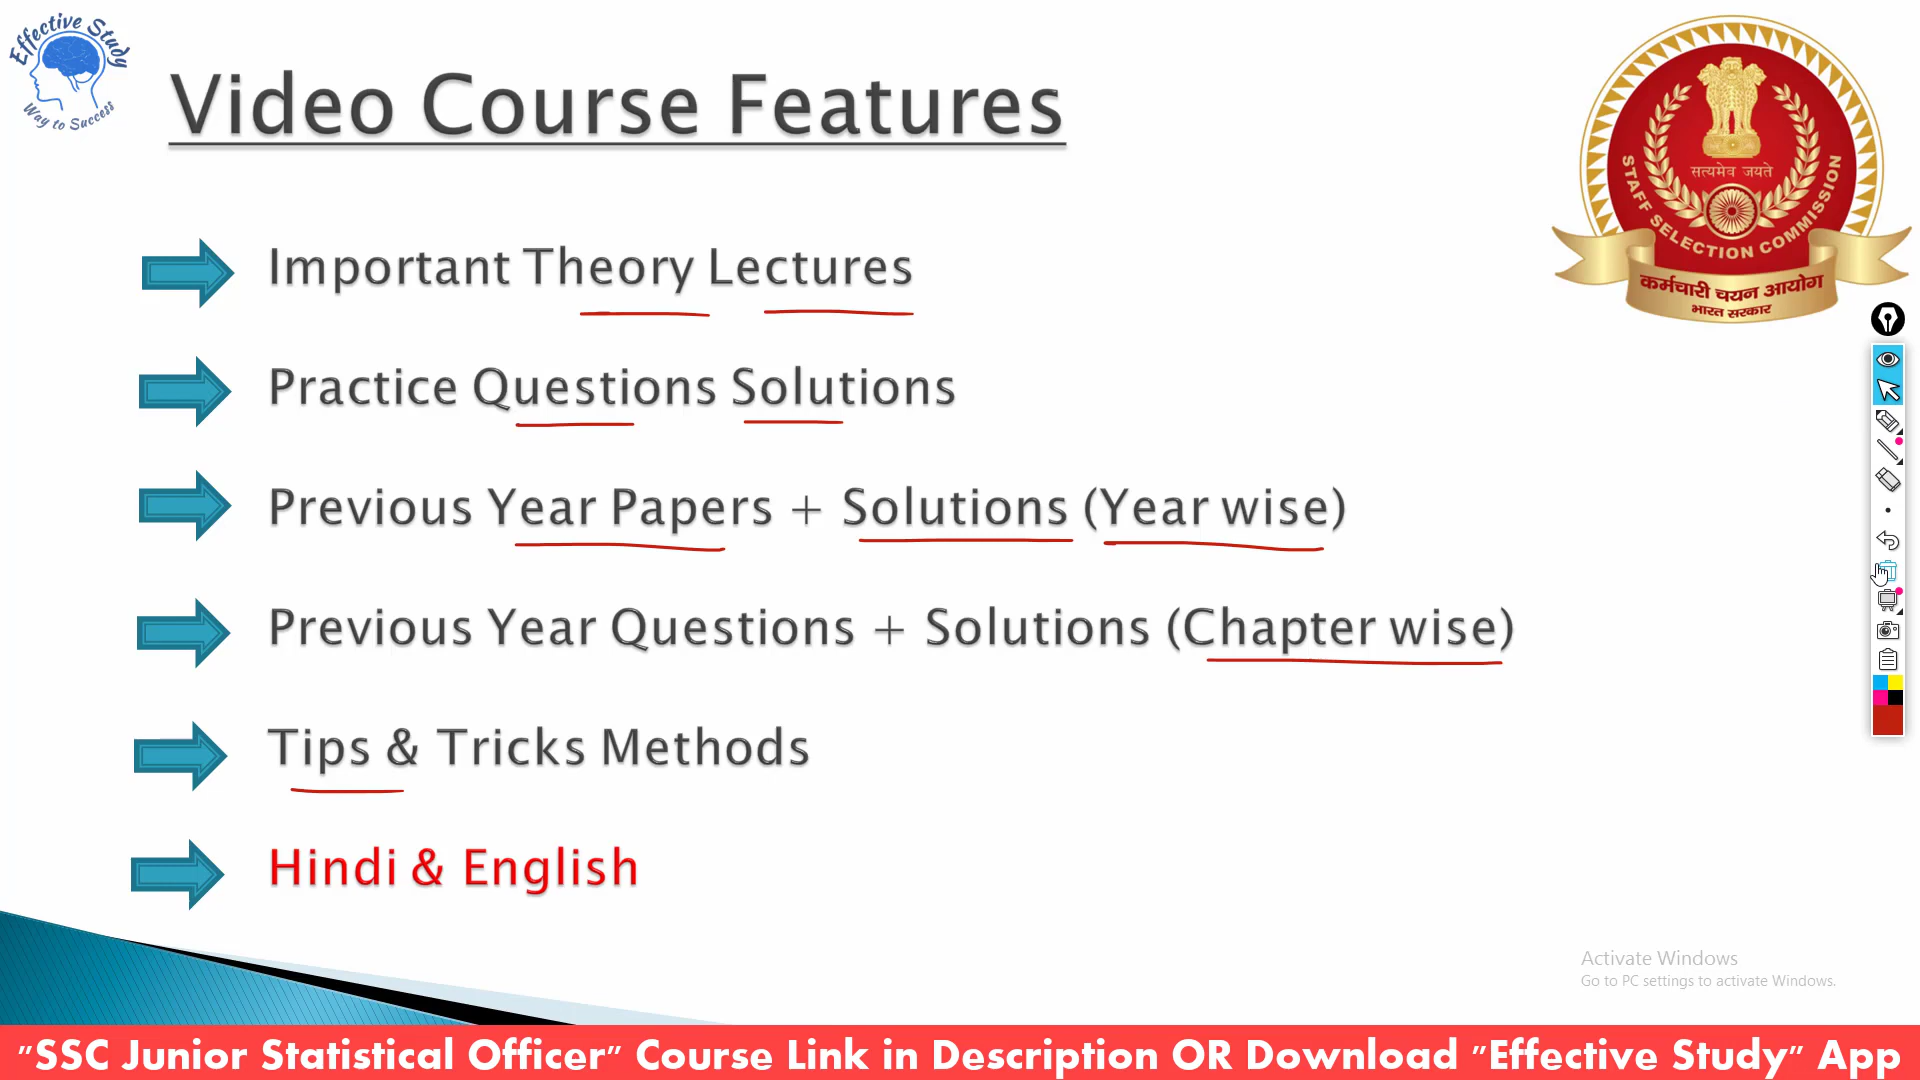 Effective Study
Way to Success
Video Course Features
सत्यमेव जयते
STAFF SELECTION COMMISSION
कर्मचारी चयन आयोग
भारत सरकार
Important Theory Lectures
Practice Questions Solutions
Previous Year Papers + Solutions (Year wise)
Previous Year Questions + Solutions (Chapter wise)
Tips & Tricks Methods
Hindi & English
Activate Windows
Go to PC settings to activate Windows.
"SSC Junior Statistical Officer" Course Link in Description OR Download "Effective Study" App